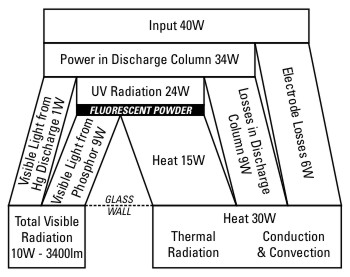 Input 40W
Power in Discharge Column 34W
UV Radiation 24W
FLUORESCENT POWDER
Visible Light from
Hg Discharge 1W
Visible Light from
Phosphor 9W
Heat 15W
Losses in Discharge
Column 9W
Electrode Losses 6W
GLASS
WALL
Total Visible
Radiation
10W - 3400lm
Heat 30W
Thermal
Radiation
Conduction
& Convection